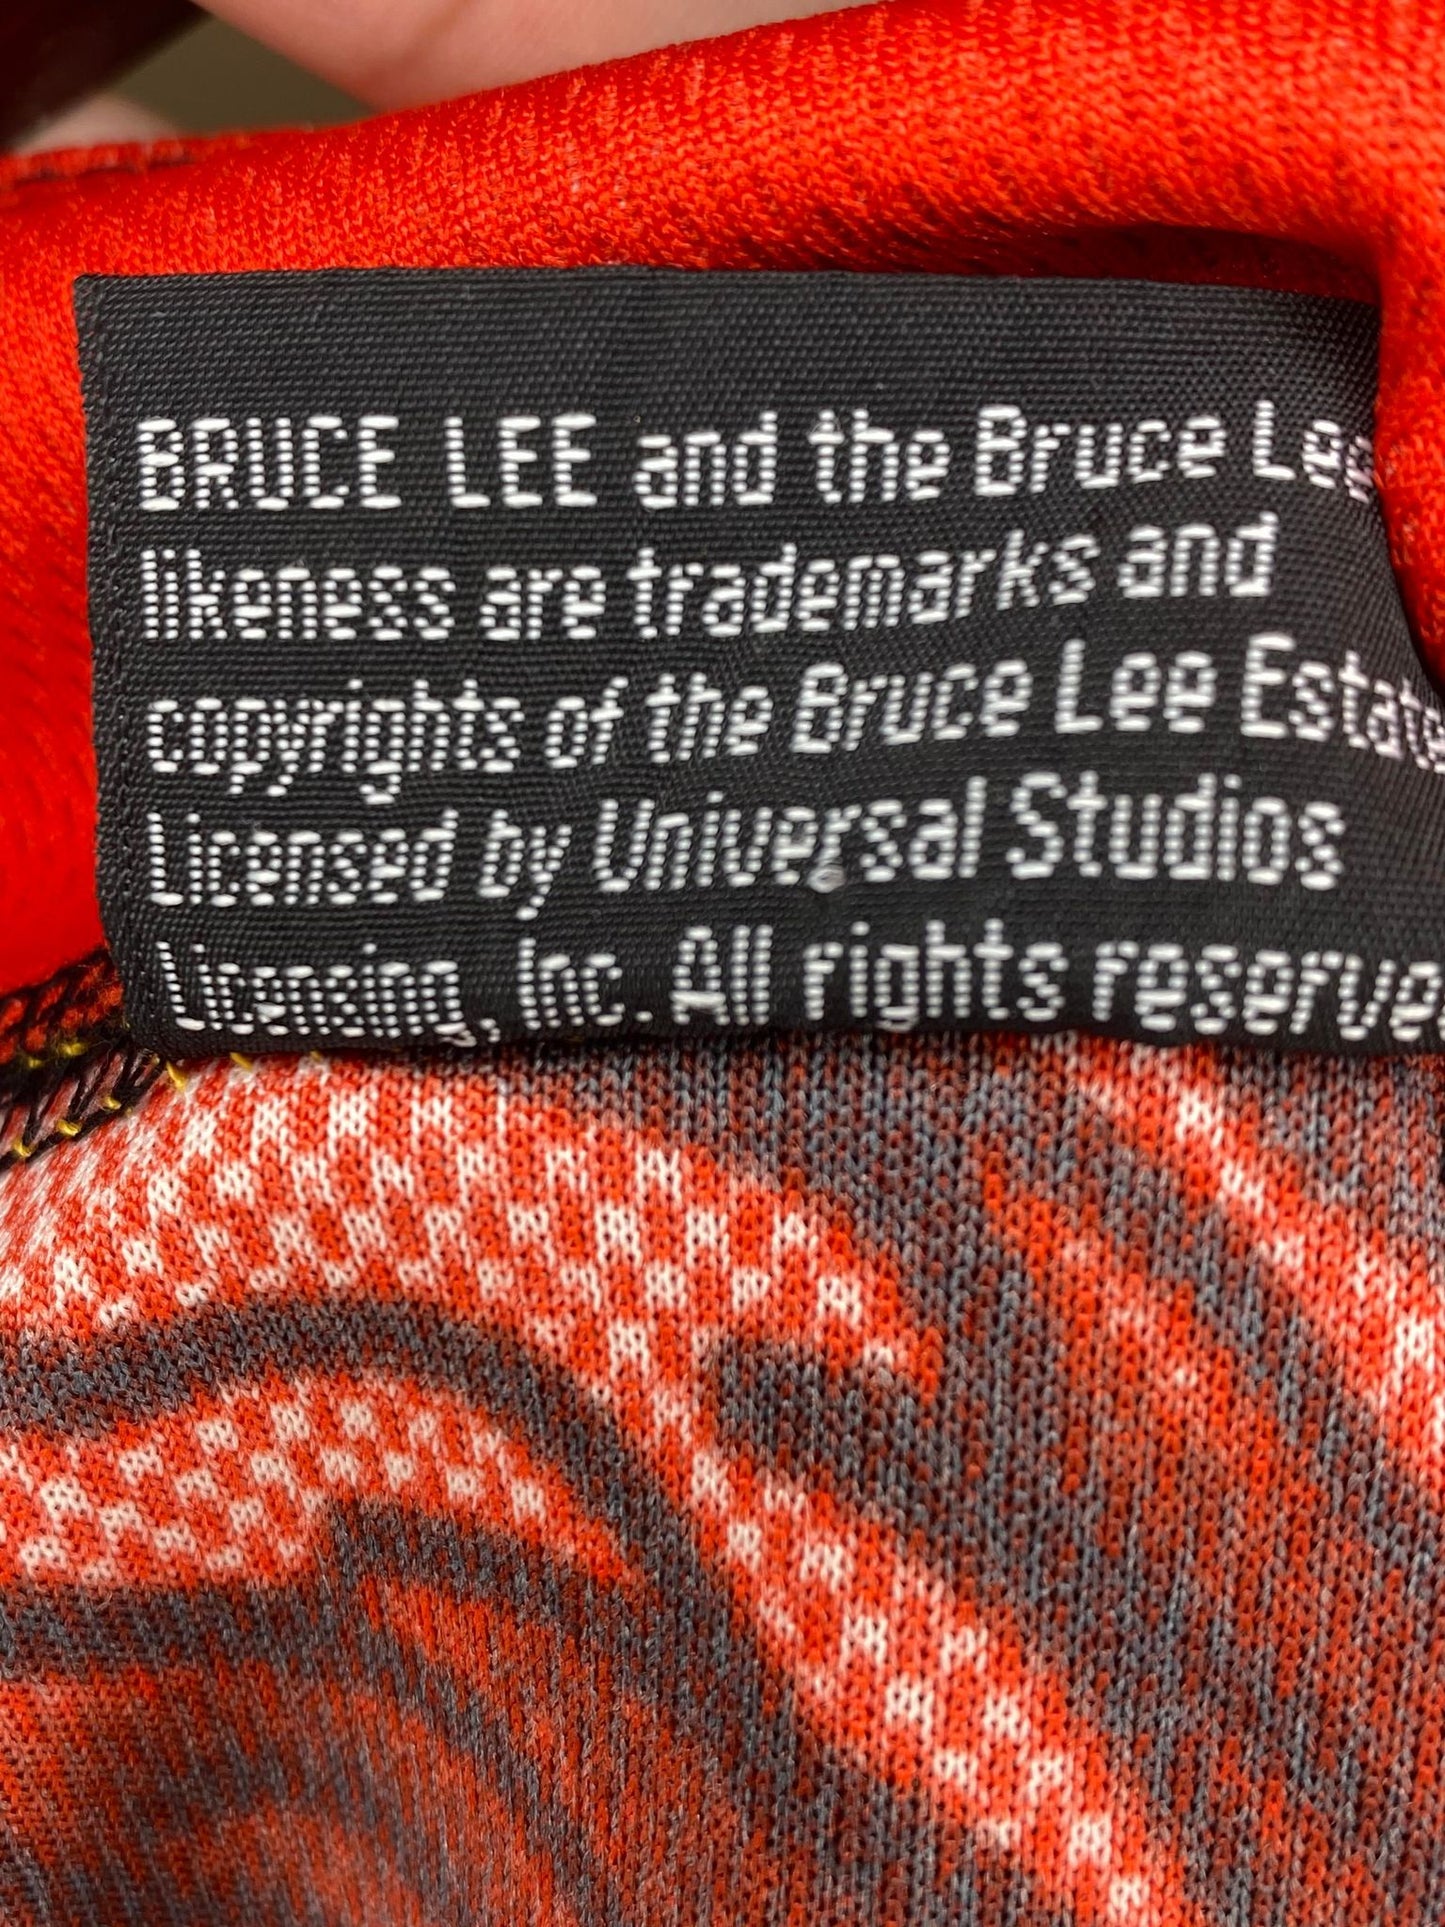 BRUCE LEE and the Bruce Lee
likeness are trademarks and
copyrights of the Bruce Lee Estate
Licensed by Universal Studios
Licensing, Inc. All rights reserve